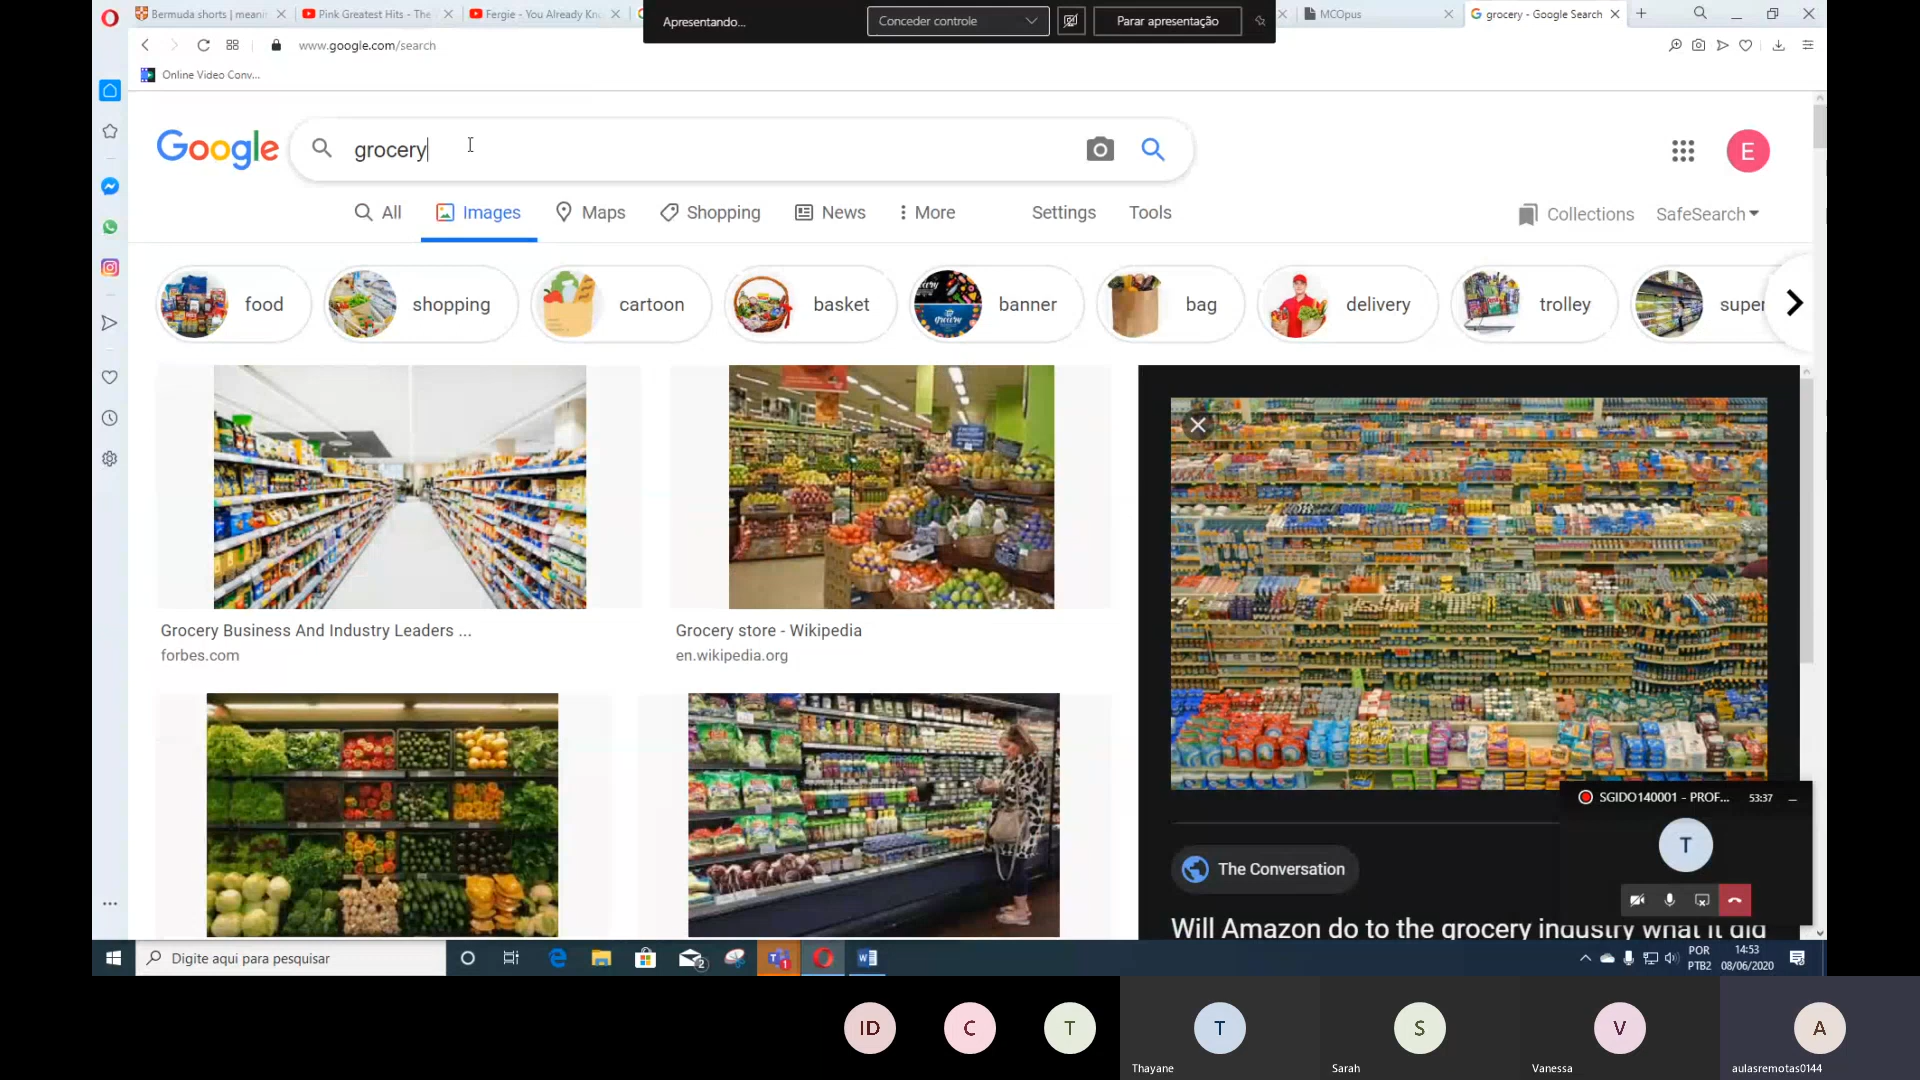 Bermuda shorts | meani
Pink Greatest Hits - The
Fergie - You Already Kn
Apresentando...
Conceder controle
Parar apresentação
MCOpus
grocery - Google Search
www.google.com/search
Online Video Conv...
Google
grocery
E
All
Images
Maps
Shopping
News
More
Settings
Tools
Collections
SafeSearch
food
shopping
cartoon
basket
banner
bag
delivery
trolley
super
Grocery Business And Industry Leaders ...
forbes.com
Grocery store - Wikipedia
en.wikipedia.org
The Conversation
Will Amazon do to the grocery industry what it did
SGIDO140001 - PROF...
53:37
T
Digite aqui para pesquisar
2
1
POR
PTB2
14:53
08/06/2020
ID
C
T
T
S
V
A
Thayane
Sarah
Vanessa
aulasremotas0144